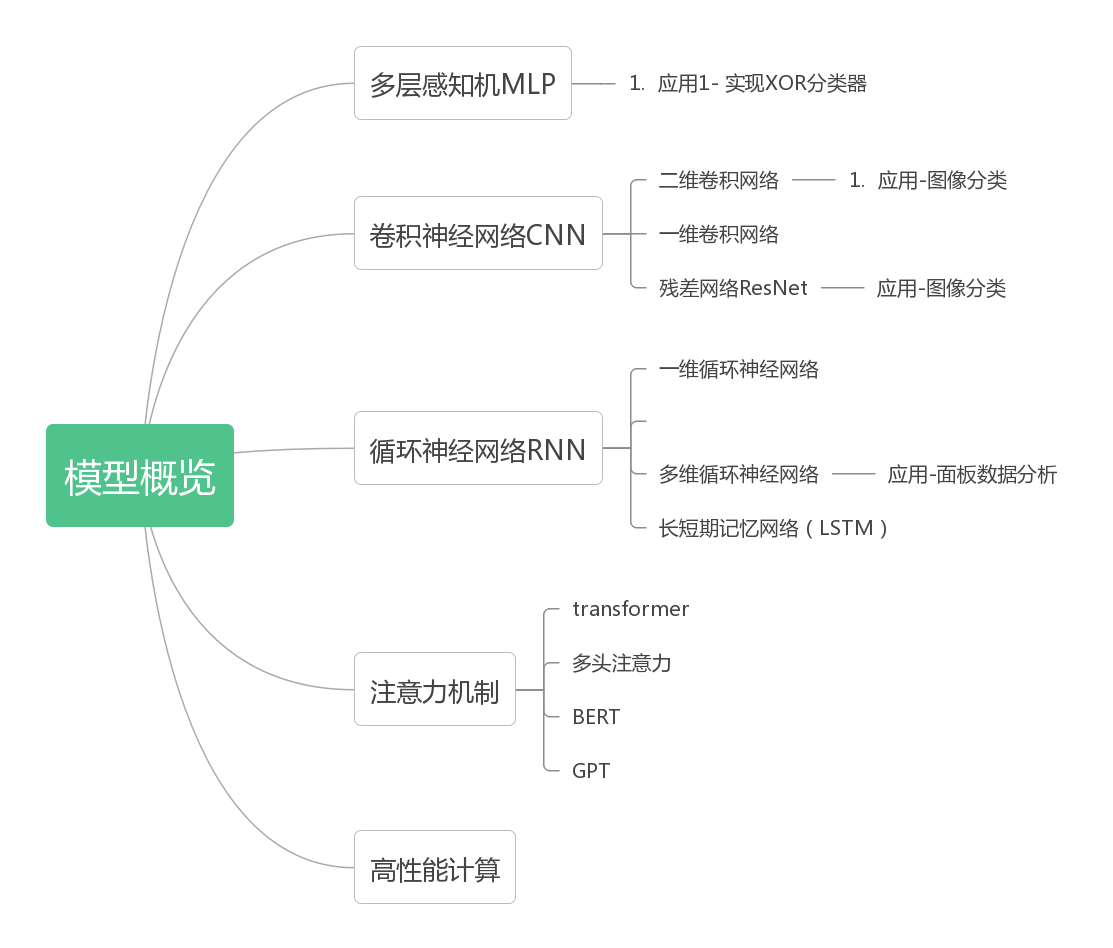 模型概览
多层感知机MLP
1. 应用1- 实现XOR分类器
卷积神经网络CNN
二维卷积网络
1. 应用-图像分类
一维卷积网络
残差网络ResNet
应用-图像分类
循环神经网络RNN
一维循环神经网络
多维循环神经网络
应用-面板数据分析
长短期记忆网络（LSTM）
注意力机制
transformer
多头注意力
BERT
GPT
高性能计算